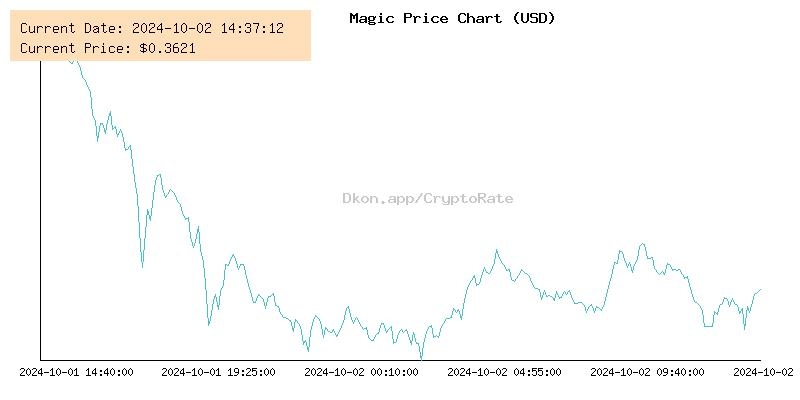 Magic Price Chart (USD)
Current Date: 2024-10-02 14:37:12
Current Price: $0.3621
Dkon.app/CryptoRate
2024-10-01 14:40:00 2024-10-01 19:25:00 2024-10-02 00:10:00 2024-10-02 04:55:00 2024-10-02 09:40:00 2024-10-02